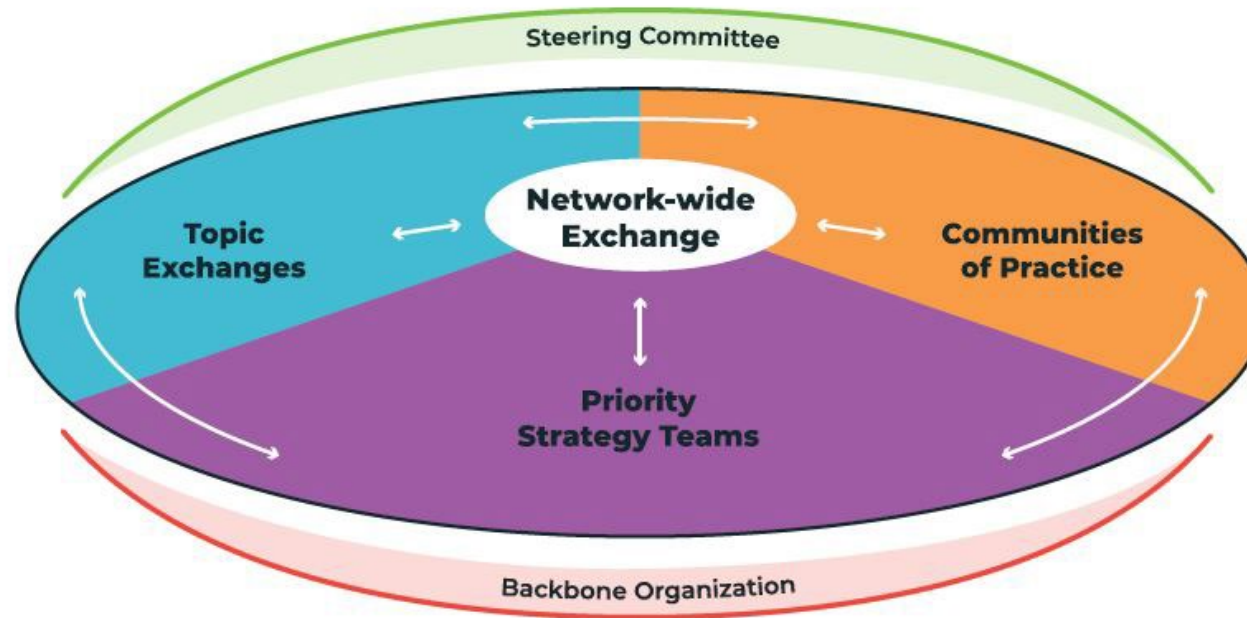 Steering Committee
Network-wide
Exchange
Topic
Exchanges
Communities
of Practice
Priority
Strategy Teams
Backbone Organization